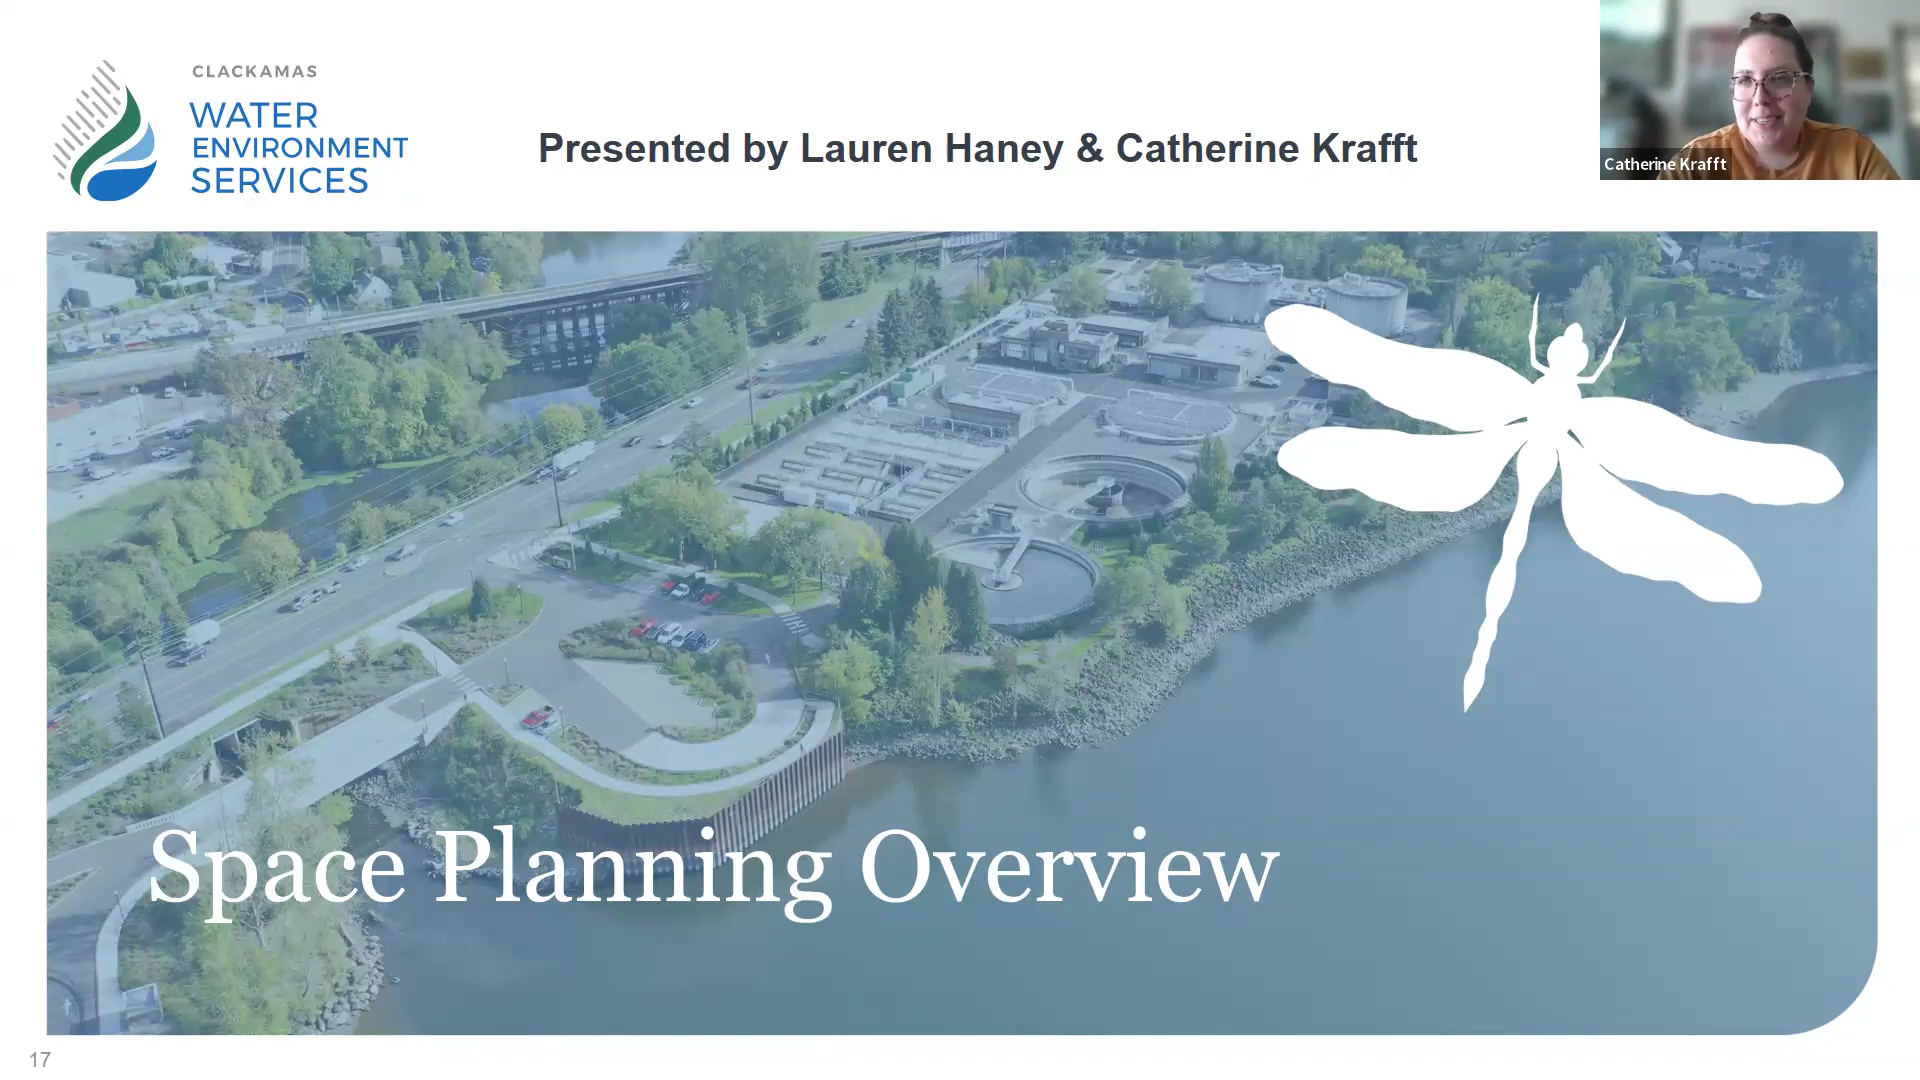 CLACKAMAS
WATER
ENVIRONMENT
SERVICES
Presented by Lauren Haney & Catherine Krafft
Catherine Krafft
Space Planning Overview
17